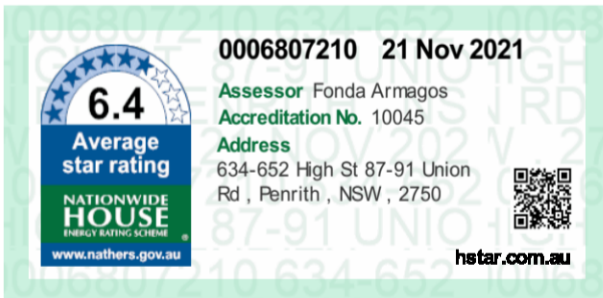 0006807210 21 Nov 2021
6.4
Average
star rating
NATIONWIDE
HOUSE
ENERGY RATING SCHEME
®
www.nathers.gov.au
Assessor Fonda Armagos
Accreditation No. 10045
Address
634-652 High St 87-91 Union
Rd , Penrith , NSW , 2750
hstar.com.au